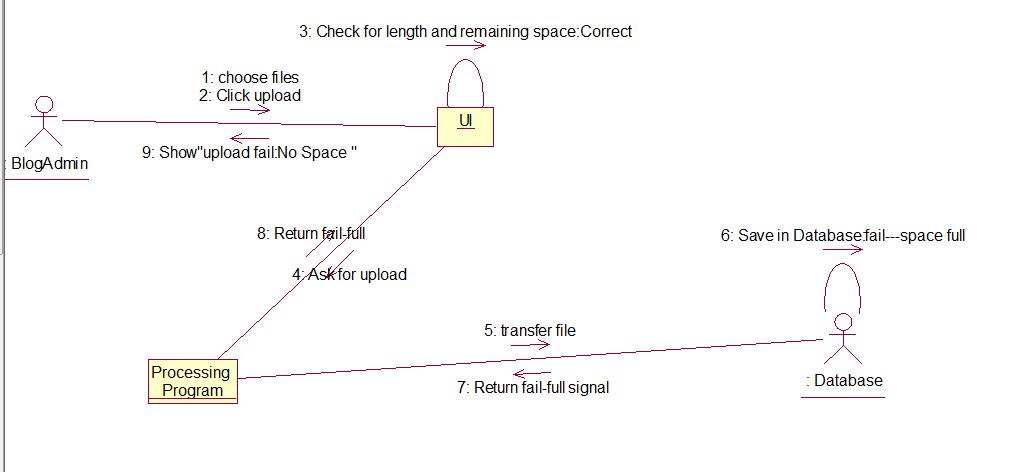 3: Check for length and remaining space:Correct
1: choose files
2: Click upload
UI
9: Show"upload fail:No Space "
: BlogAdmin
8: Return fail-full
4: Ask for upload
6: Save in Database:fail---space full
5: transfer file
Processing
Program
: Database
7: Return fail-full signal